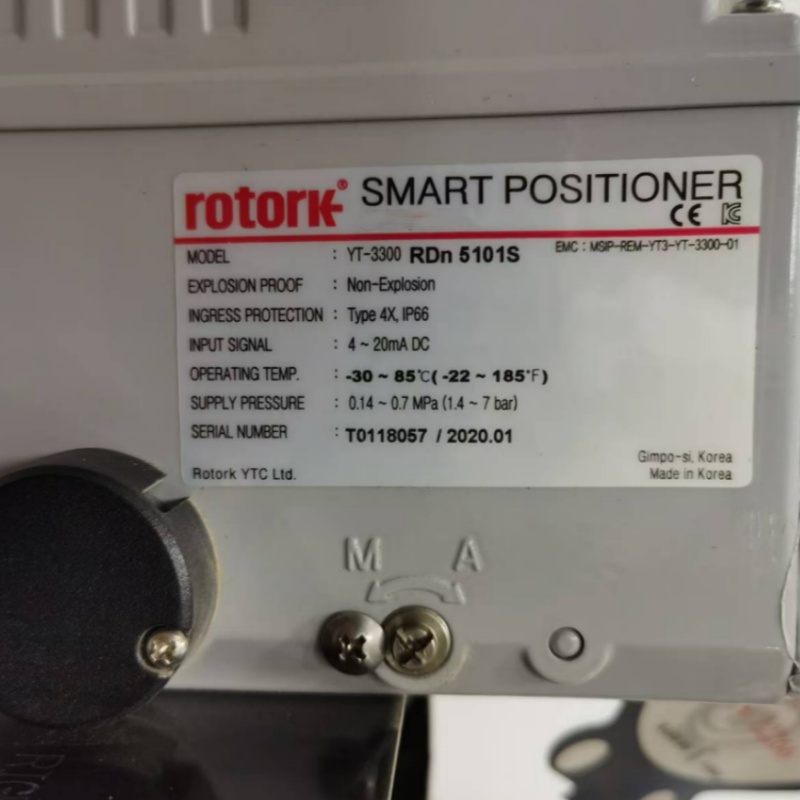 rotork® SMART POSITIONER
CE
EMC : MSIP-REM-YT3-YT-3300-01
MODEL : YT-3300 RDn 5101S
EXPLOSION PROOF : Non-Explosion
INGRESS PROTECTION : Type 4X, IP66
INPUT SIGNAL : 4 ~ 20mA DC
OPERATING TEMP. : -30 ~ 85℃( -22 ~ 185°F)
SUPPLY PRESSURE : 0.14 ~ 0.7 MPa (1.4 ~ 7 bar)
SERIAL NUMBER : T0118057 / 2020.01
Gimpo-si, Korea
Rotork YTC Ltd.
Made in Korea
M A